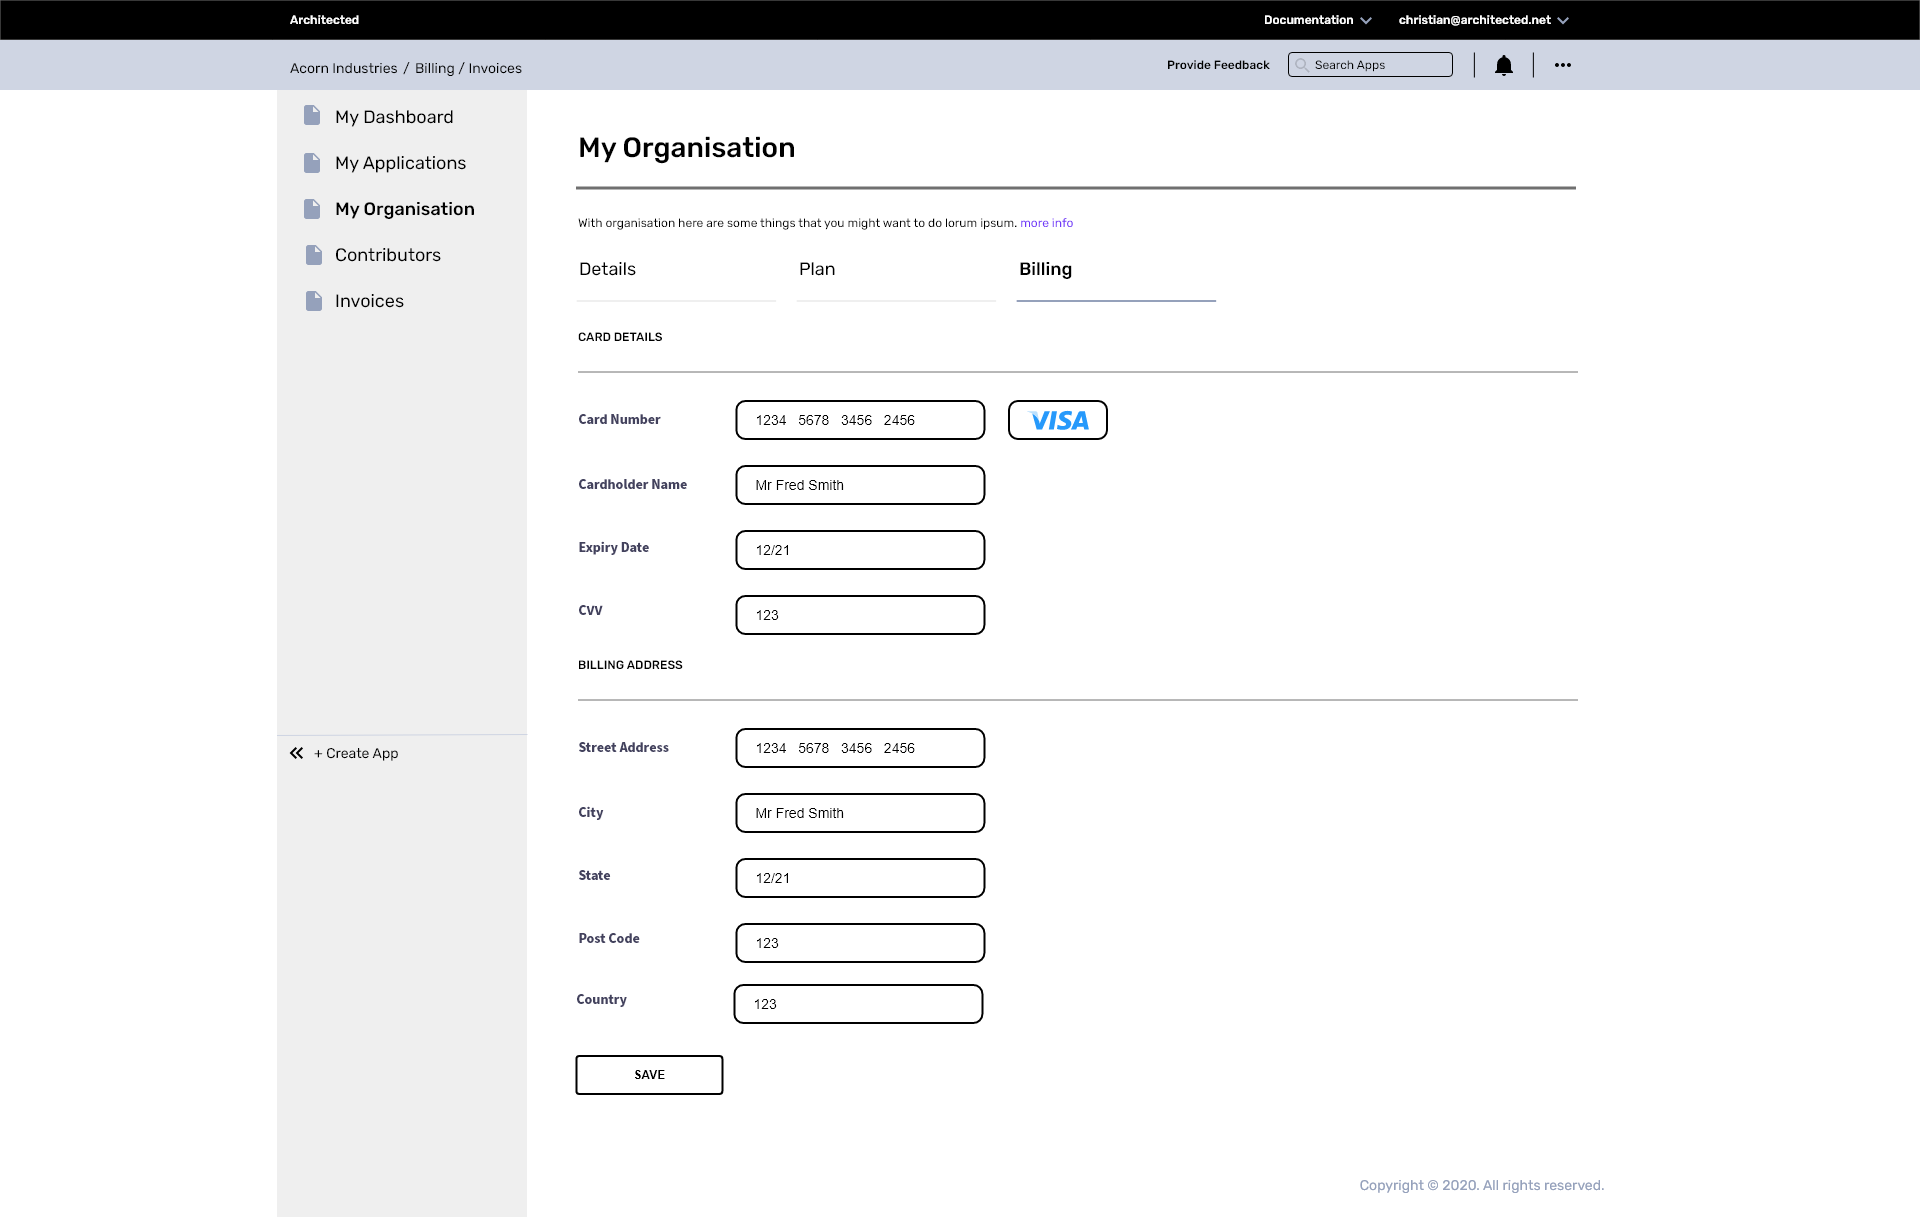 Architected
Documentation
christian@architected.net
Acorn Industries / Billing / Invoices
Provide Feedback
Search Apps
My Dashboard
My Applications
My Organisation
Contributors
Invoices
+ Create App
My Organisation
With organisation here are some things that you might want to do lorum ipsum. more info
Details
Plan
Billing
CARD DETAILS
Card Number
1234 5678 3456 2456
VISA
Cardholder Name
Mr Fred Smith
Expiry Date
12/21
CVV
123
BILLING ADDRESS
Street Address
1234 5678 3456 2456
City
Mr Fred Smith
State
12/21
Post Code
123
Country
123
SAVE
Copyright © 2020. All rights reserved.